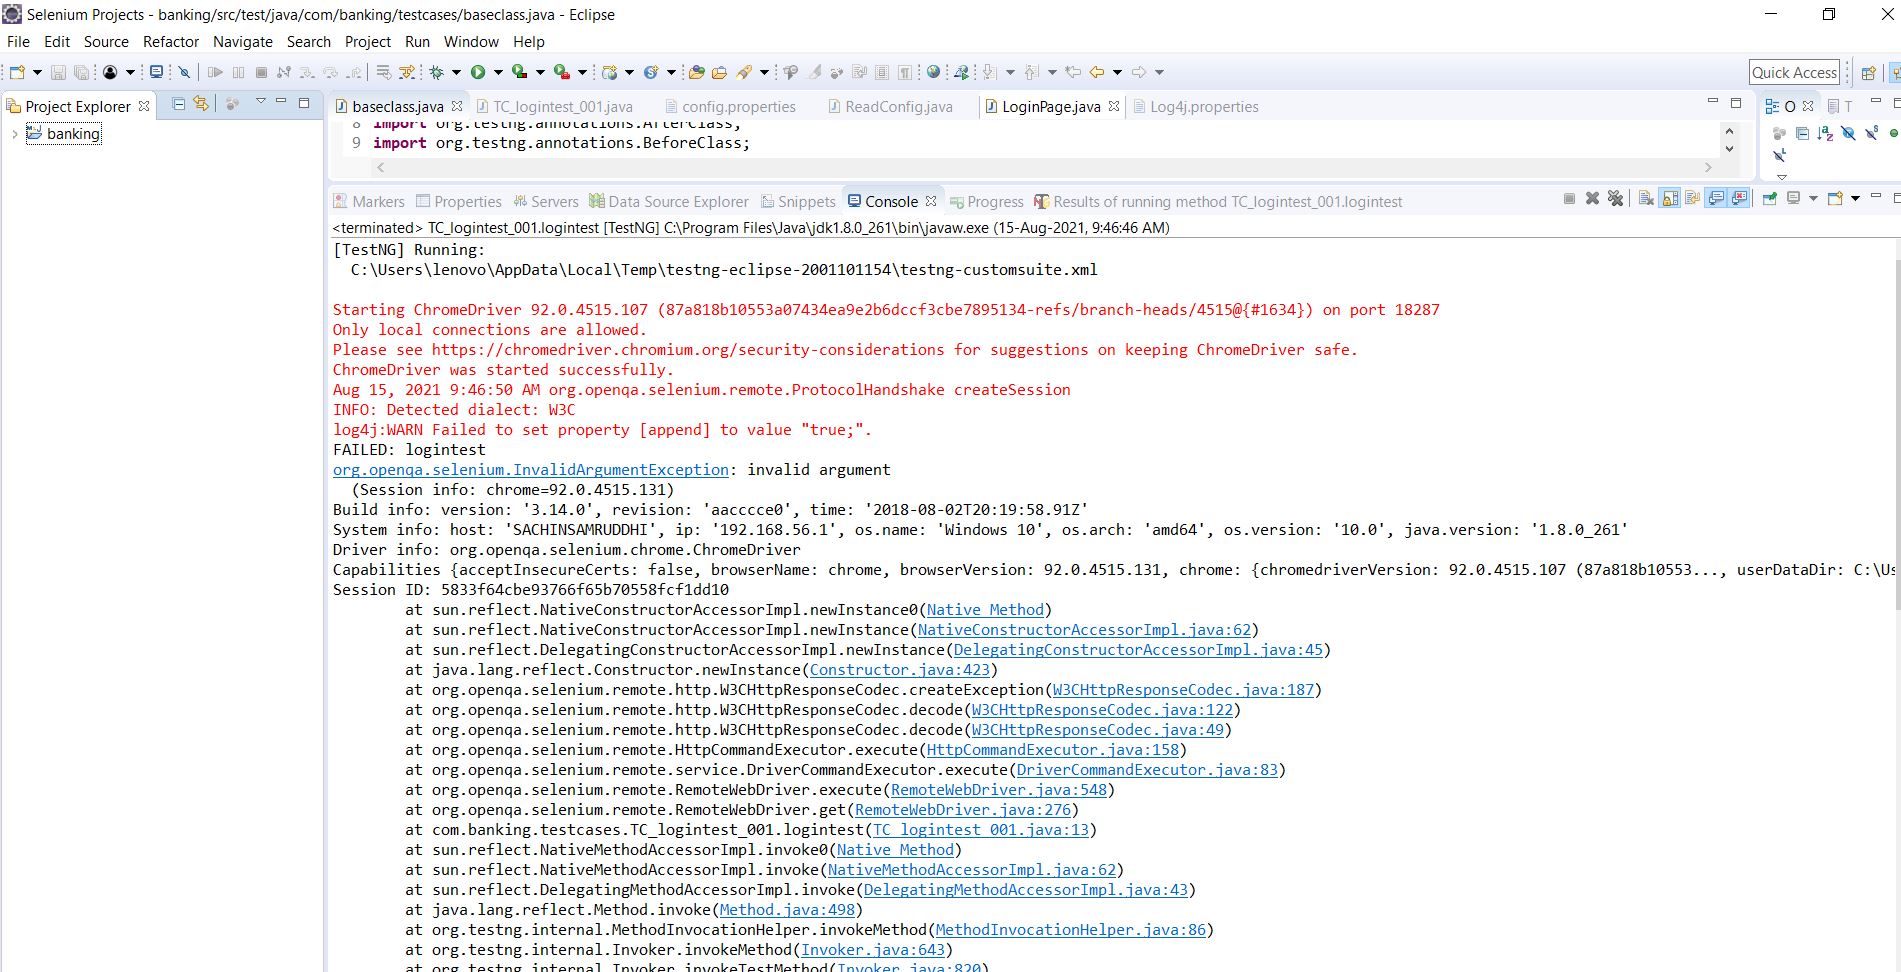 Selenium Projects - banking/src/test/java/com/banking/testcases/baseclass.java - Eclipse
File Edit Source Refactor Navigate Search Project Run Window Help
Quick Access
Project Explorer
banking
baseclass.java TC_logintest_001.java config.properties ReadConfig.java LoginPage.java Log4j.properties
O T
8 import org.testng.annotations.AfterClass;
9 import org.testng.annotations.BeforeClass;
Markers Properties Servers Data Source Explorer Snippets Console Progress Results of running method TC_logintest_001.logintest
<terminated> TC_logintest_001.logintest [TestNG] C:\Program Files\Java\jdk1.8.0_261\bin\javaw.exe (15-Aug-2021, 9:46:46 AM)
[TestNG] Running:
C:\Users\lenovo\AppData\Local\Temp\testng-eclipse-2001101154\testng-customsuite.xml
Starting ChromeDriver 92.0.4515.107 (87a818b10553a07434ea9e2b6dccf3cbe7895134-refs/branch-heads/4515@{#1634}) on port 18287
Only local connections are allowed.
Please see https://chromedriver.chromium.org/security-considerations for suggestions on keeping ChromeDriver safe.
ChromeDriver was started successfully.
Aug 15, 2021 9:46:50 AM org.openqa.selenium.remote.ProtocolHandshake createSession
INFO: Detected dialect: W3C
log4j:WARN Failed to set property [append] to value "true;".
FAILED: logintest
org.openqa.selenium.InvalidArgumentException: invalid argument
(Session info: chrome=92.0.4515.131)
Build info: version: '3.14.0', revision: 'aacccce0', time: '2018-08-02T20:19:58.91Z'
System info: host: 'SACHINSAMRUDDHI', ip: '192.168.56.1', os.name: 'Windows 10', os.arch: 'amd64', os.version: '10.0', java.version: '1.8.0_261'
Driver info: org.openqa.selenium.chrome.ChromeDriver
Capabilities {acceptInsecureCerts: false, browserName: chrome, browserVersion: 92.0.4515.131, chrome: {chromedriverVersion: 92.0.4515.107 (87a818b10553..., userDataDir: C:\Us
Session ID: 5833f64cbe93766f65b70558fcf1dd10
at sun.reflect.NativeConstructorAccessorImpl.newInstance0(Native Method)
at sun.reflect.NativeConstructorAccessorImpl.newInstance(NativeConstructorAccessorImpl.java:62)
at sun.reflect.DelegatingConstructorAccessorImpl.newInstance(DelegatingConstructorAccessorImpl.java:45)
at java.lang.reflect.Constructor.newInstance(Constructor.java:423)
at org.openqa.selenium.remote.http.W3CHttpResponseCodec.createException(W3CHttpResponseCodec.java:187)
at org.openqa.selenium.remote.http.W3CHttpResponseCodec.decode(W3CHttpResponseCodec.java:122)
at org.openqa.selenium.remote.http.W3CHttpResponseCodec.decode(W3CHttpResponseCodec.java:49)
at org.openqa.selenium.remote.HttpCommandExecutor.execute(HttpCommandExecutor.java:158)
at org.openqa.selenium.remote.service.DriverCommandExecutor.execute(DriverCommandExecutor.java:83)
at org.openqa.selenium.remote.RemoteWebDriver.execute(RemoteWebDriver.java:548)
at org.openqa.selenium.remote.RemoteWebDriver.get(RemoteWebDriver.java:276)
at com.banking.testcases.TC_logintest_001.logintest(TC_logintest_001.java:13)
at sun.reflect.NativeMethodAccessorImpl.invoke0(Native Method)
at sun.reflect.NativeMethodAccessorImpl.invoke(NativeMethodAccessorImpl.java:62)
at sun.reflect.DelegatingMethodAccessorImpl.invoke(DelegatingMethodAccessorImpl.java:43)
at java.lang.reflect.Method.invoke(Method.java:498)
at org.testng.internal.MethodInvocationHelper.invokeMethod(MethodInvocationHelper.java:86)
at org.testng.internal.Invoker.invokeMethod(Invoker.java:643)
at org.testng.internal.Invoker.invokeTestMethod(Invoker.java:820)